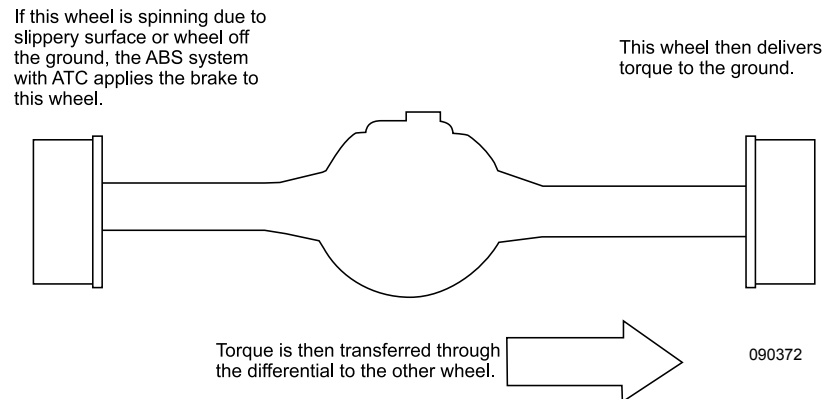 If this wheel is spinning due to
slippery surface or wheel off
the ground, the ABS system
with ATC applies the brake to
this wheel.
This wheel then delivers
torque to the ground.
Torque is then transferred through
the differential to the other wheel.
090372